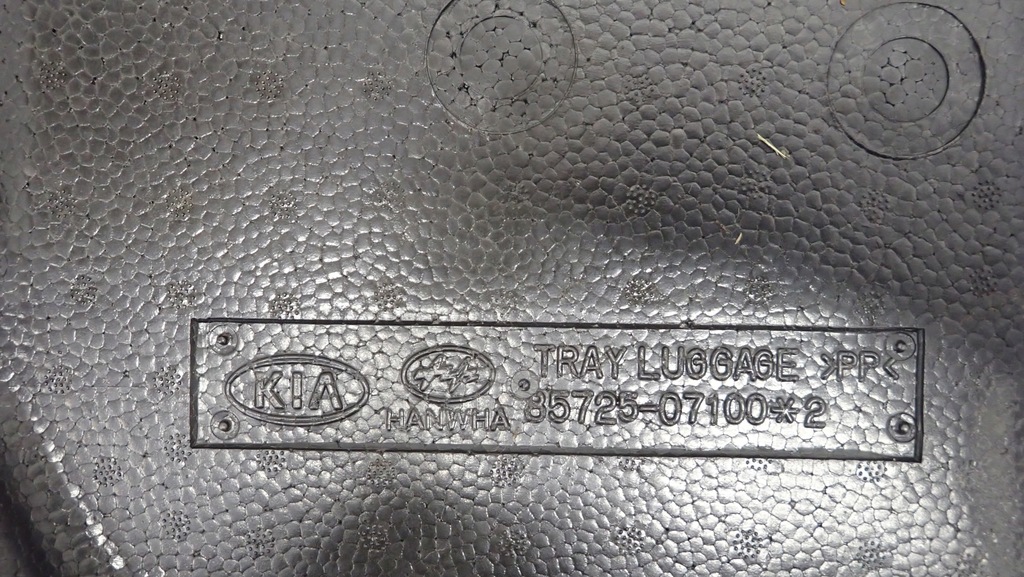 KIA
HANWHA
TRAY LUGGAGE >PP<
85725-07100*2